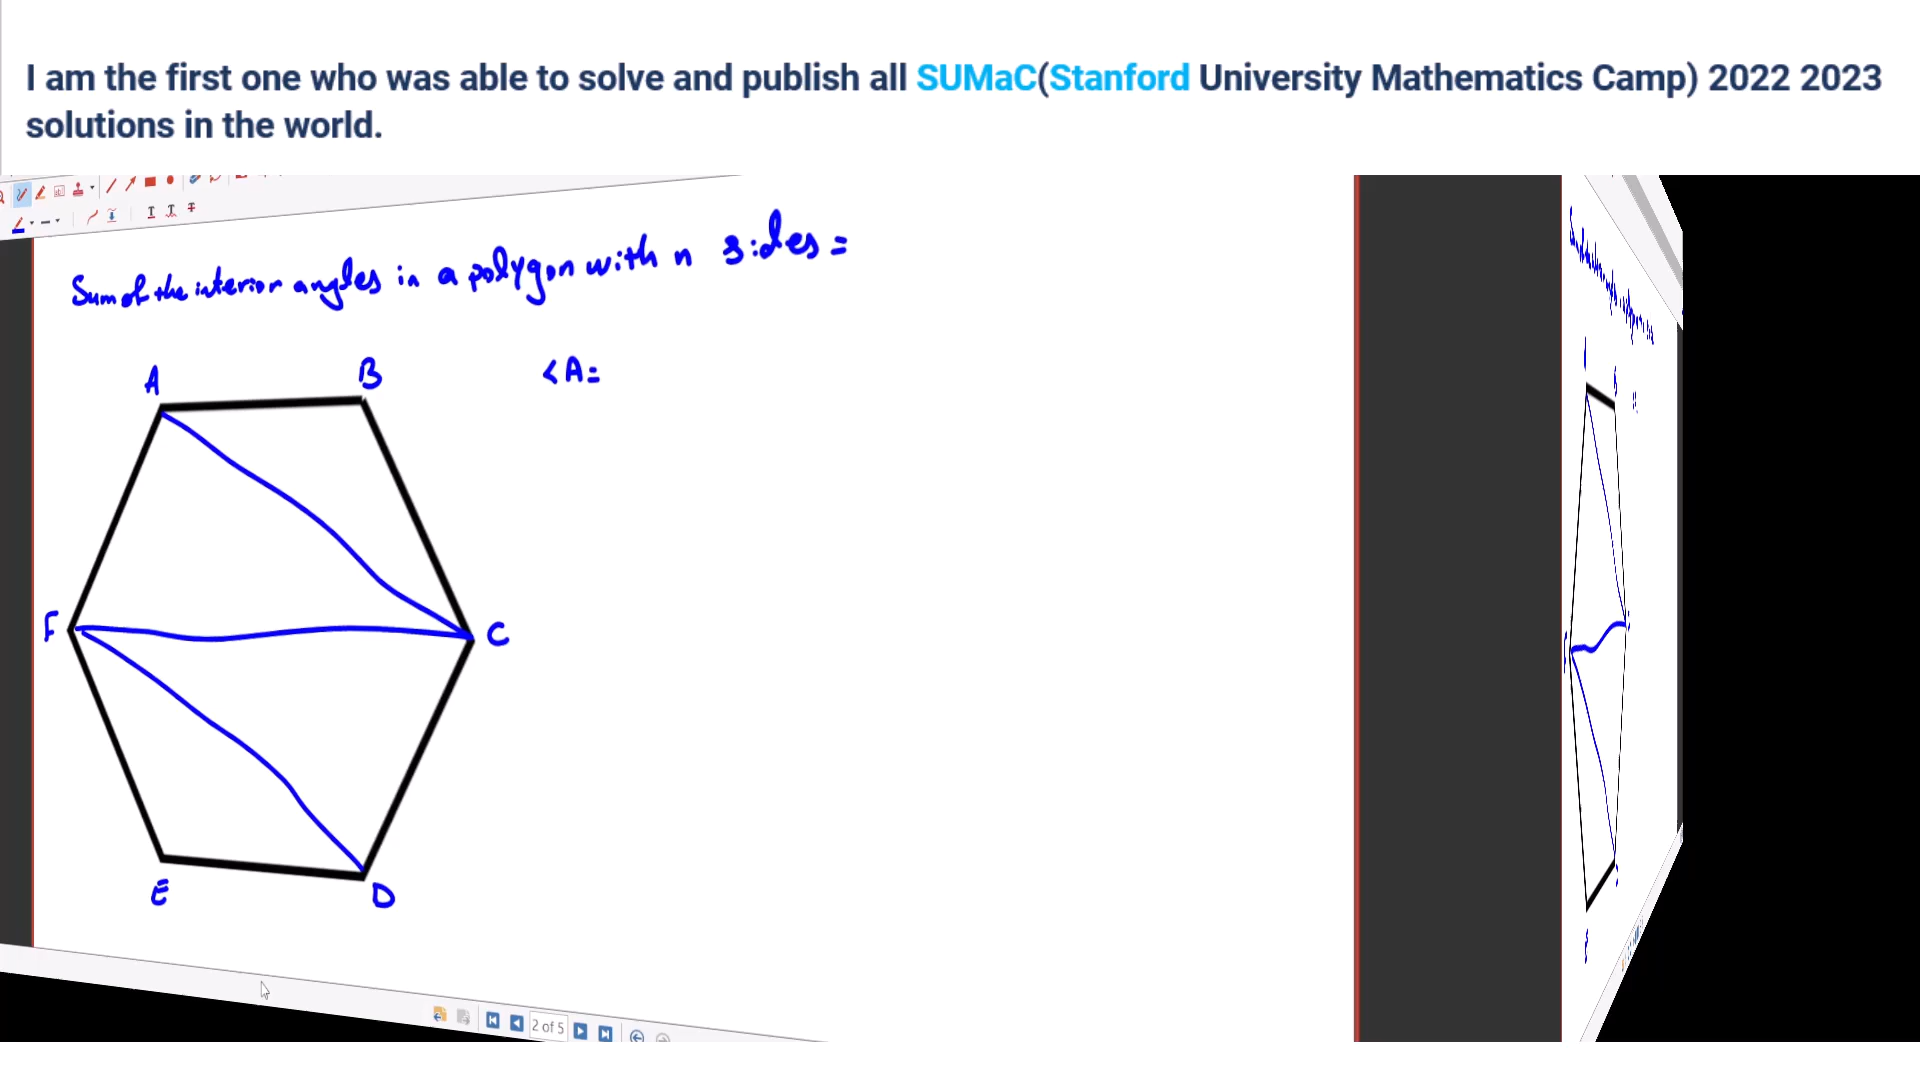 I am the first one who was able to solve and publish all SUMaC(Stanford University Mathematics Camp) 2022 2023
solutions in the world.
Sum of the interior angles in a polygon with n sides =
A
B
<A=
F
C
E
D
2 of 5